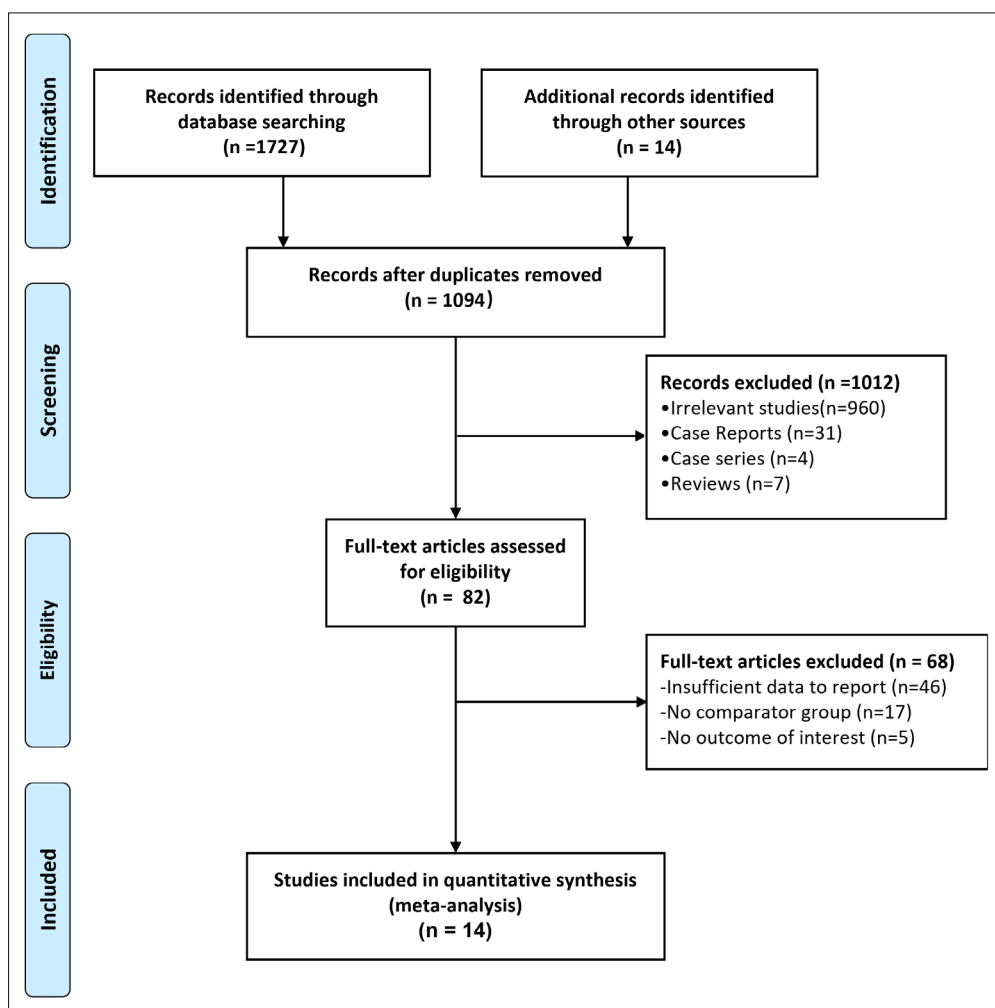 Identification
Records identified through
database searching
(n =1727)
Additional records identified
through other sources
(n = 14)
Records after duplicates removed
(n = 1094)
Screening
Records excluded (n =1012)
•Irrelevant studies(n=960)
•Case Reports (n=31)
•Case series (n=4)
•Reviews (n=7)
Full-text articles assessed
for eligibility
(n =  82)
Eligibility
Full-text articles excluded (n = 68)
-Insufficient data to report (n=46)
-No comparator group (n=17)
-No outcome of interest (n=5)
Included
Studies included in quantitative synthesis
(meta-analysis)
(n = 14)